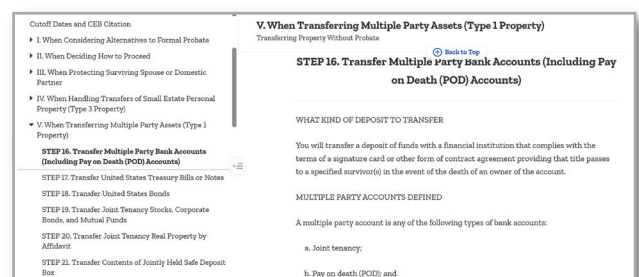 Cutoff Dates and CEB Citation
I. When Considering Alternatives to Formal Probate
II. When Deciding How to Proceed
III. When Protecting Surviving Spouse or Domestic
Partner
IV. When Handling Transfers of Small Estate Personal
Property (Type 3 Property)
V. When Transferring Multiple Party Assets (Type 1
Property)
STEP 16. Transfer Multiple Party Bank Accounts
(Including Pay on Death (POD) Accounts)
STEP 17. Transfer United States Treasury Bills or Notes
STEP 18. Transfer United States Bonds
STEP 19. Transfer Joint Tenancy Stocks, Corporate
Bonds, and Mutual Funds
STEP 20. Transfer Joint Tenancy Real Property by
Affidavit
STEP 21. Transfer Contents of Jointly Held Safe Deposit
Box
V. When Transferring Multiple Party Assets (Type 1 Property)
Transferring Property Without Probate
Back to Top
STEP 16. Transfer Multiple Party Bank Accounts (Including Pay
on Death (POD) Accounts)
WHAT KIND OF DEPOSIT TO TRANSFER
You will transfer a deposit of funds with a financial institution that complies with the
terms of a signature card or other form of contract agreement providing that title passes
to a specified survivor(s) in the event of the death of an owner of the account.
MULTIPLE PARTY ACCOUNTS DEFINED
A multiple party account is any of the following types of bank accounts:
a. Joint tenancy;
b. Pay on death (POD); and